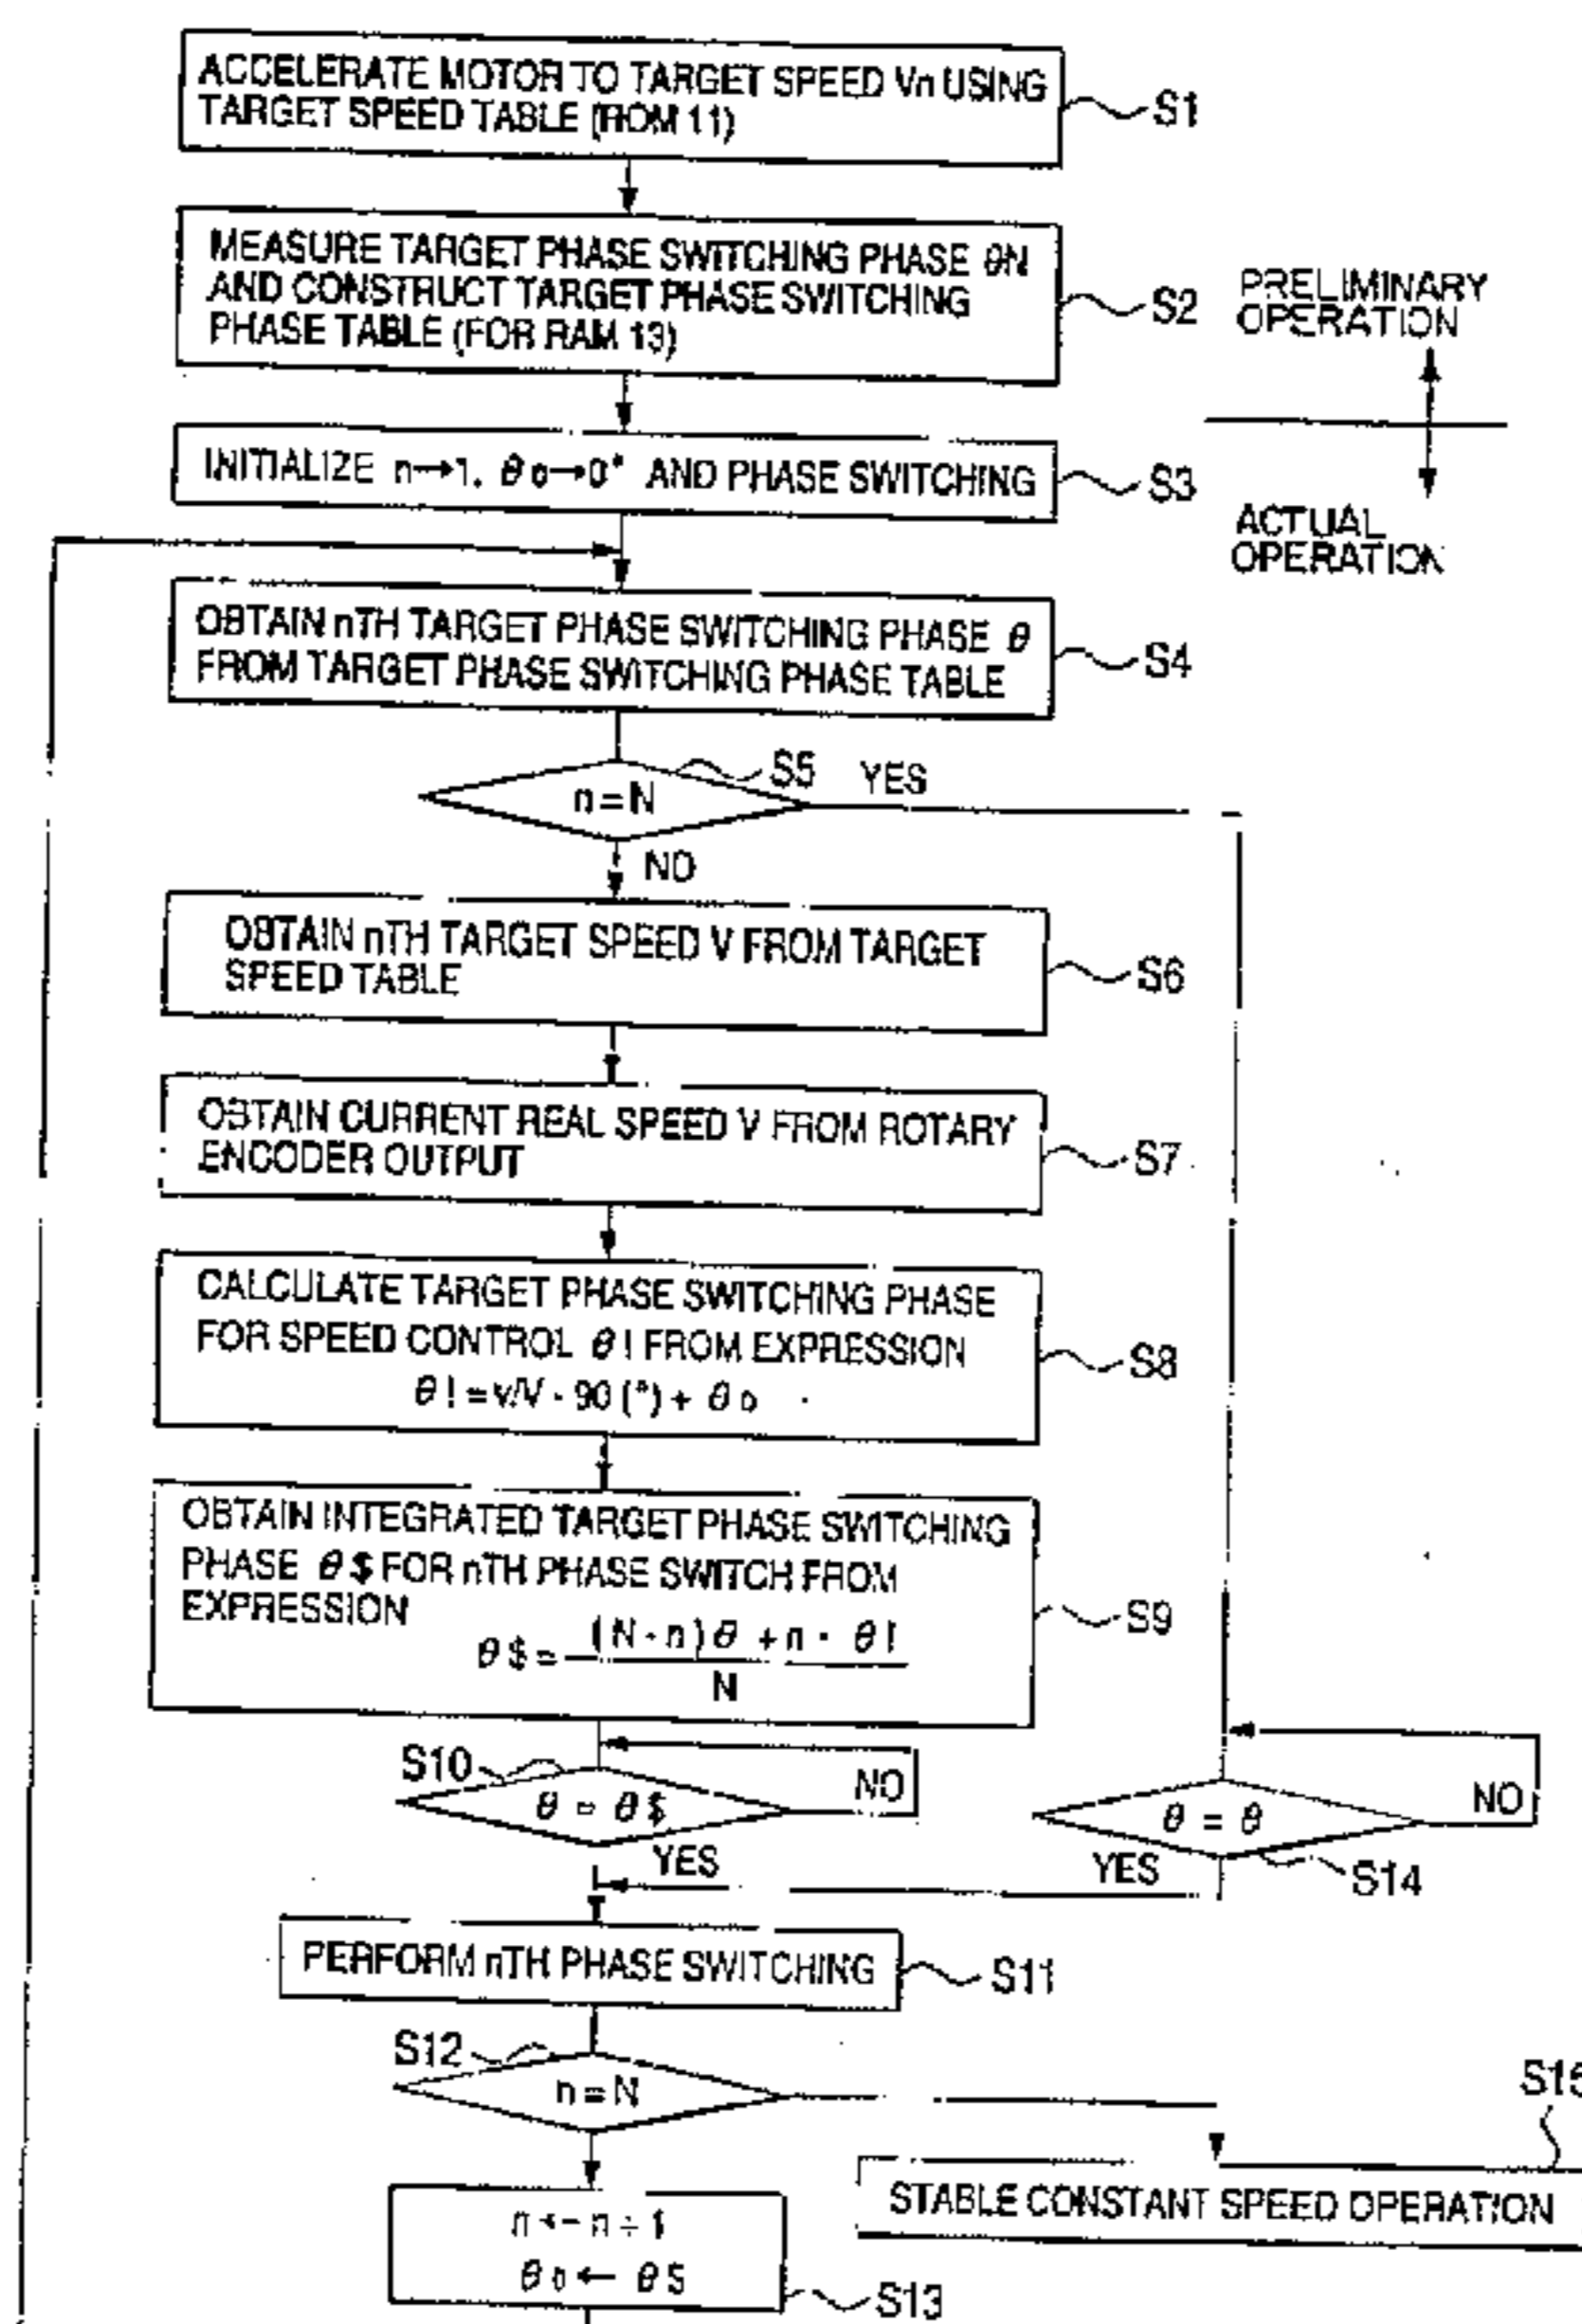 ACCELERATE MOTOR TO TARGET SPEED Vn USING
TARGET SPEED TABLE (ROM 11)
S1
MEASURE TARGET PHASE SWITCHING PHASE θN
AND CONSTRUCT TARGET PHASE SWITCHING
PHASE TABLE (FOR RAM 13)
S2
PRELIMINARY
OPERATION
INITIALIZE n→1. θo→0° AND PHASE SWITCHING
S3
ACTUAL
OPERATION
OBTAIN nTH TARGET PHASE SWITCHING PHASE θ
FROM TARGET PHASE SWITCHING PHASE TABLE
S4
S5
YES
n=N
NO
OBTAIN nTH TARGET SPEED V FROM TARGET
SPEED TABLE
S6
OBTAIN CURRENT REAL SPEED V FROM ROTARY
ENCODER OUTPUT
S7
CALCULATE TARGET PHASE SWITCHING PHASE
FOR SPEED CONTROL θ! FROM EXPRESSION
θ! = v/V · 90 (°) + θo
S8
OBTAIN INTEGRATED TARGET PHASE SWITCHING
PHASE θ$ FOR nTH PHASE SWITCH FROM
EXPRESSION
θ$ = (N - n) θ + n · θ!
N
S9
S10
NO
θ = θ$
YES
NO
θ = θ
YES
S14
PERFORM nTH PHASE SWITCHING
S11
S12
n=N
S15
STABLE CONSTANT SPEED OPERATION
n ← n + 1
θo ← θ$
S13